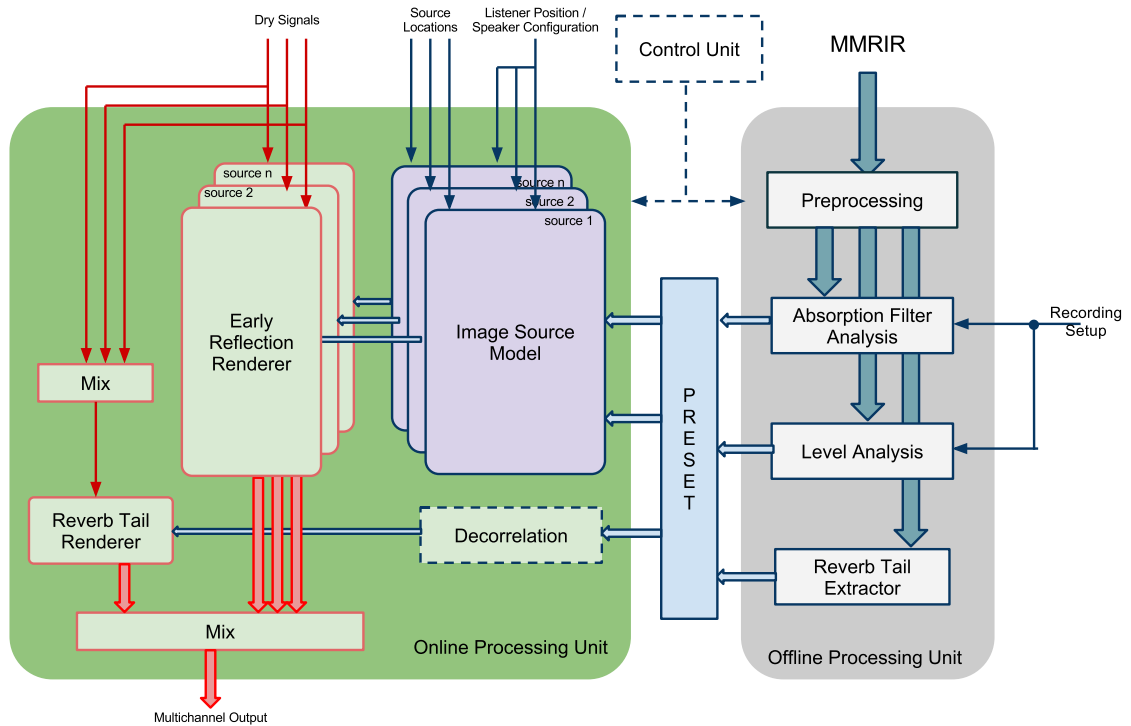 Dry Signals
Source
Locations
Listener Position /
Speaker Configuration
Control Unit
MMRIR
source n
source 2
source n
source 2
source 1
Preprocessing
Early
Reflection
Renderer
Image Source
Model
Absorption Filter
Analysis
Recording
Setup
Mix
P
R
E
S
E
T
Level Analysis
Reverb Tail
Renderer
Decorrelation
Reverb Tail
Extractor
Mix
Online Processing Unit
Offline Processing Unit
Multichannel Output